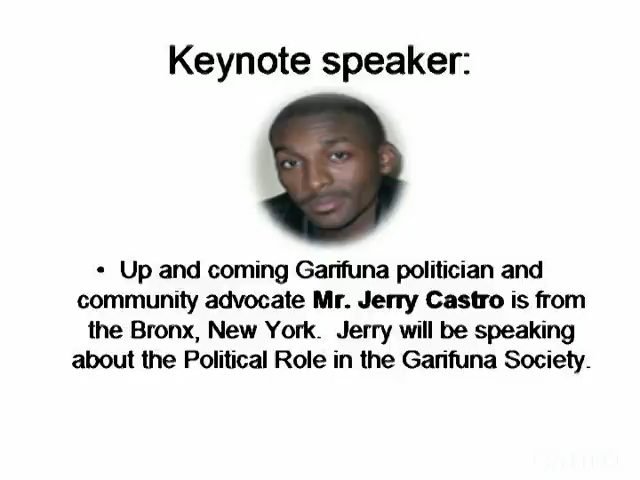 Keynote speaker:
• Up and coming Garifuna politician and
community advocate Mr. Jerry Castro is from
the Bronx, New York. Jerry will be speaking
about the Political Role in the Garifuna Society.